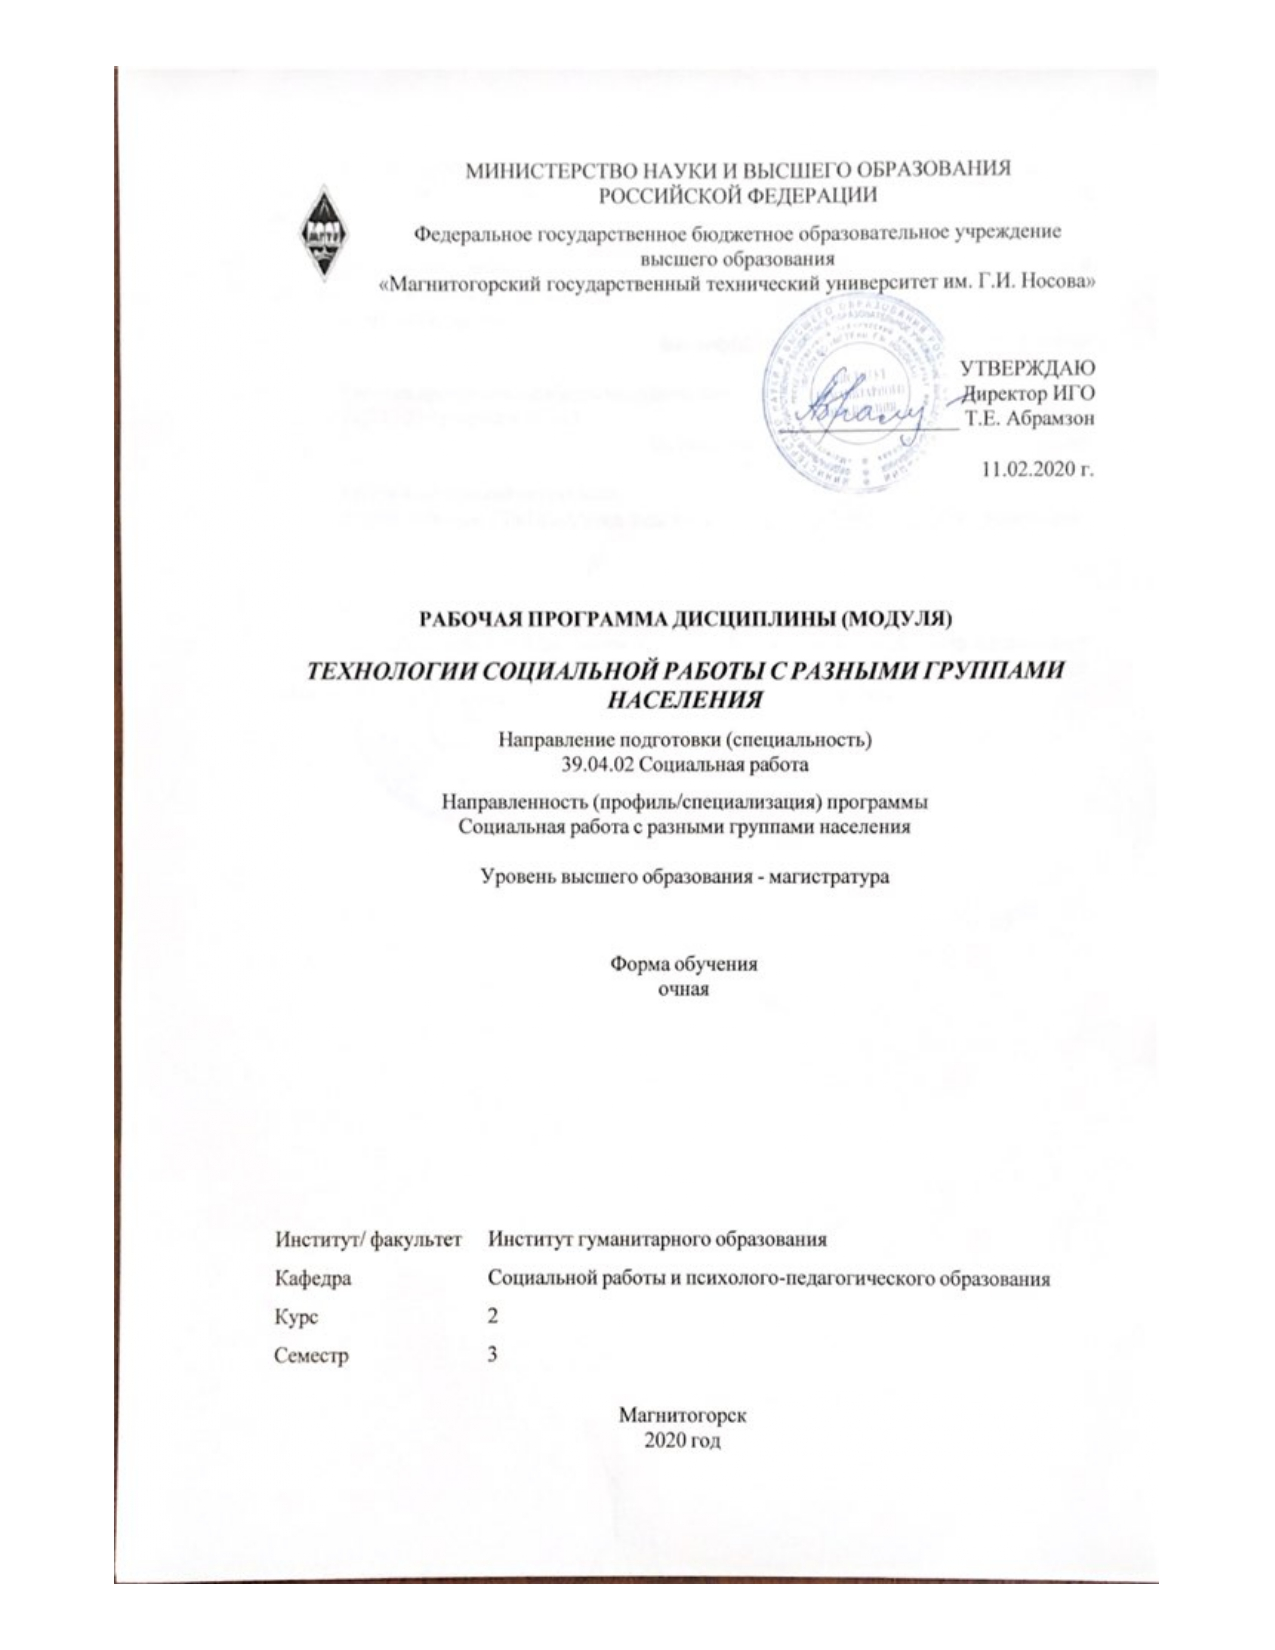 МИНИСТЕРСТВО НАУКИ И ВЫСШЕГО ОБРАЗОВАНИЯ
РОССИЙСКОЙ ФЕДЕРАЦИИ
МГТУ
Федеральное государственное бюджетное образовательное учреждение
высшего образования
«Магнитогорский государственный технический университет им. Г.И. Носова»
УТВЕРЖДАЮ
Директор ИГО
Т.Е. Абрамзон
11.02.2020 г.
РАБОЧАЯ ПРОГРАММА ДИСЦИПЛИНЫ (МОДУЛЯ)
ТЕХНОЛОГИИ СОЦИАЛЬНОЙ РАБОТЫ С РАЗНЫМИ ГРУППАМИ
НАСЕЛЕНИЯ
Направление подготовки (специальность)
39.04.02 Социальная работа
Направленность (профиль/специализация) программы
Социальная работа с разными группами населения
Уровень высшего образования - магистратура
Форма обучения
очная
Институт/ факультет Институт гуманитарного образования
Кафедра Социальной работы и психолого-педагогического образования
Курс 2
Семестр 3
Магнитогорск
2020 год